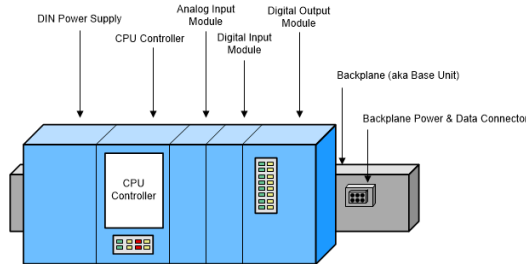 DIN Power Supply
CPU Controller
Analog Input
Module
Digital Input
Module
Digital Output
Module
Backplane (aka Base Unit)
Backplane Power & Data Connector
CPU
Controller